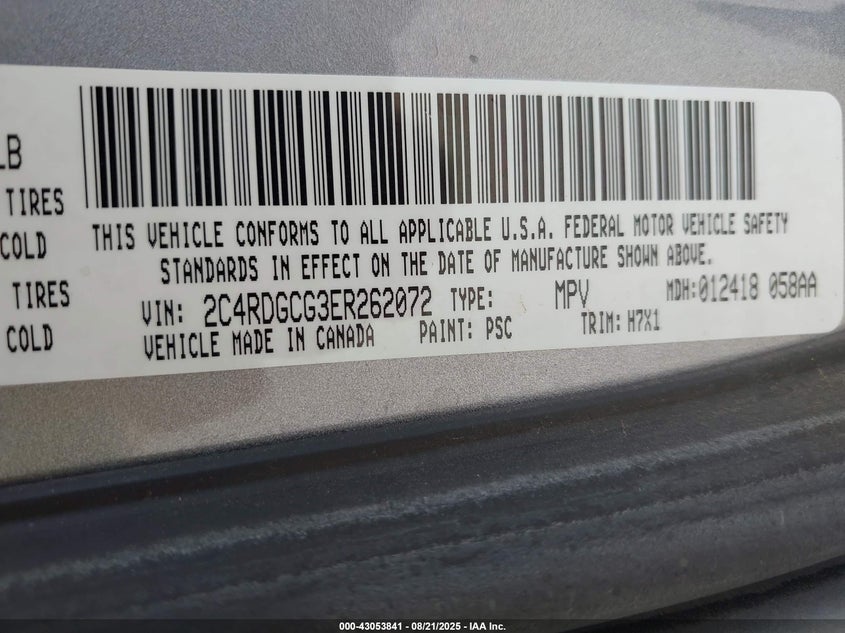 LB
TIRES
COLD
TIRES
COLD
THIS VEHICLE CONFORMS TO ALL APPLICABLE U.S.A. FEDERAL MOTOR VEHICLE SAFETY
STANDARDS IN EFFECT ON THE DATE OF MANUFACTURE SHOWN ABOVE.
VIN: 2C4RDGCG3ER262072 TYPE: MPV MDH:012418 058AA
VEHICLE MADE IN CANADA PAINT: PSC TRIM: H7X1
000-43053841 - 08/21/2025 - IAA Inc.